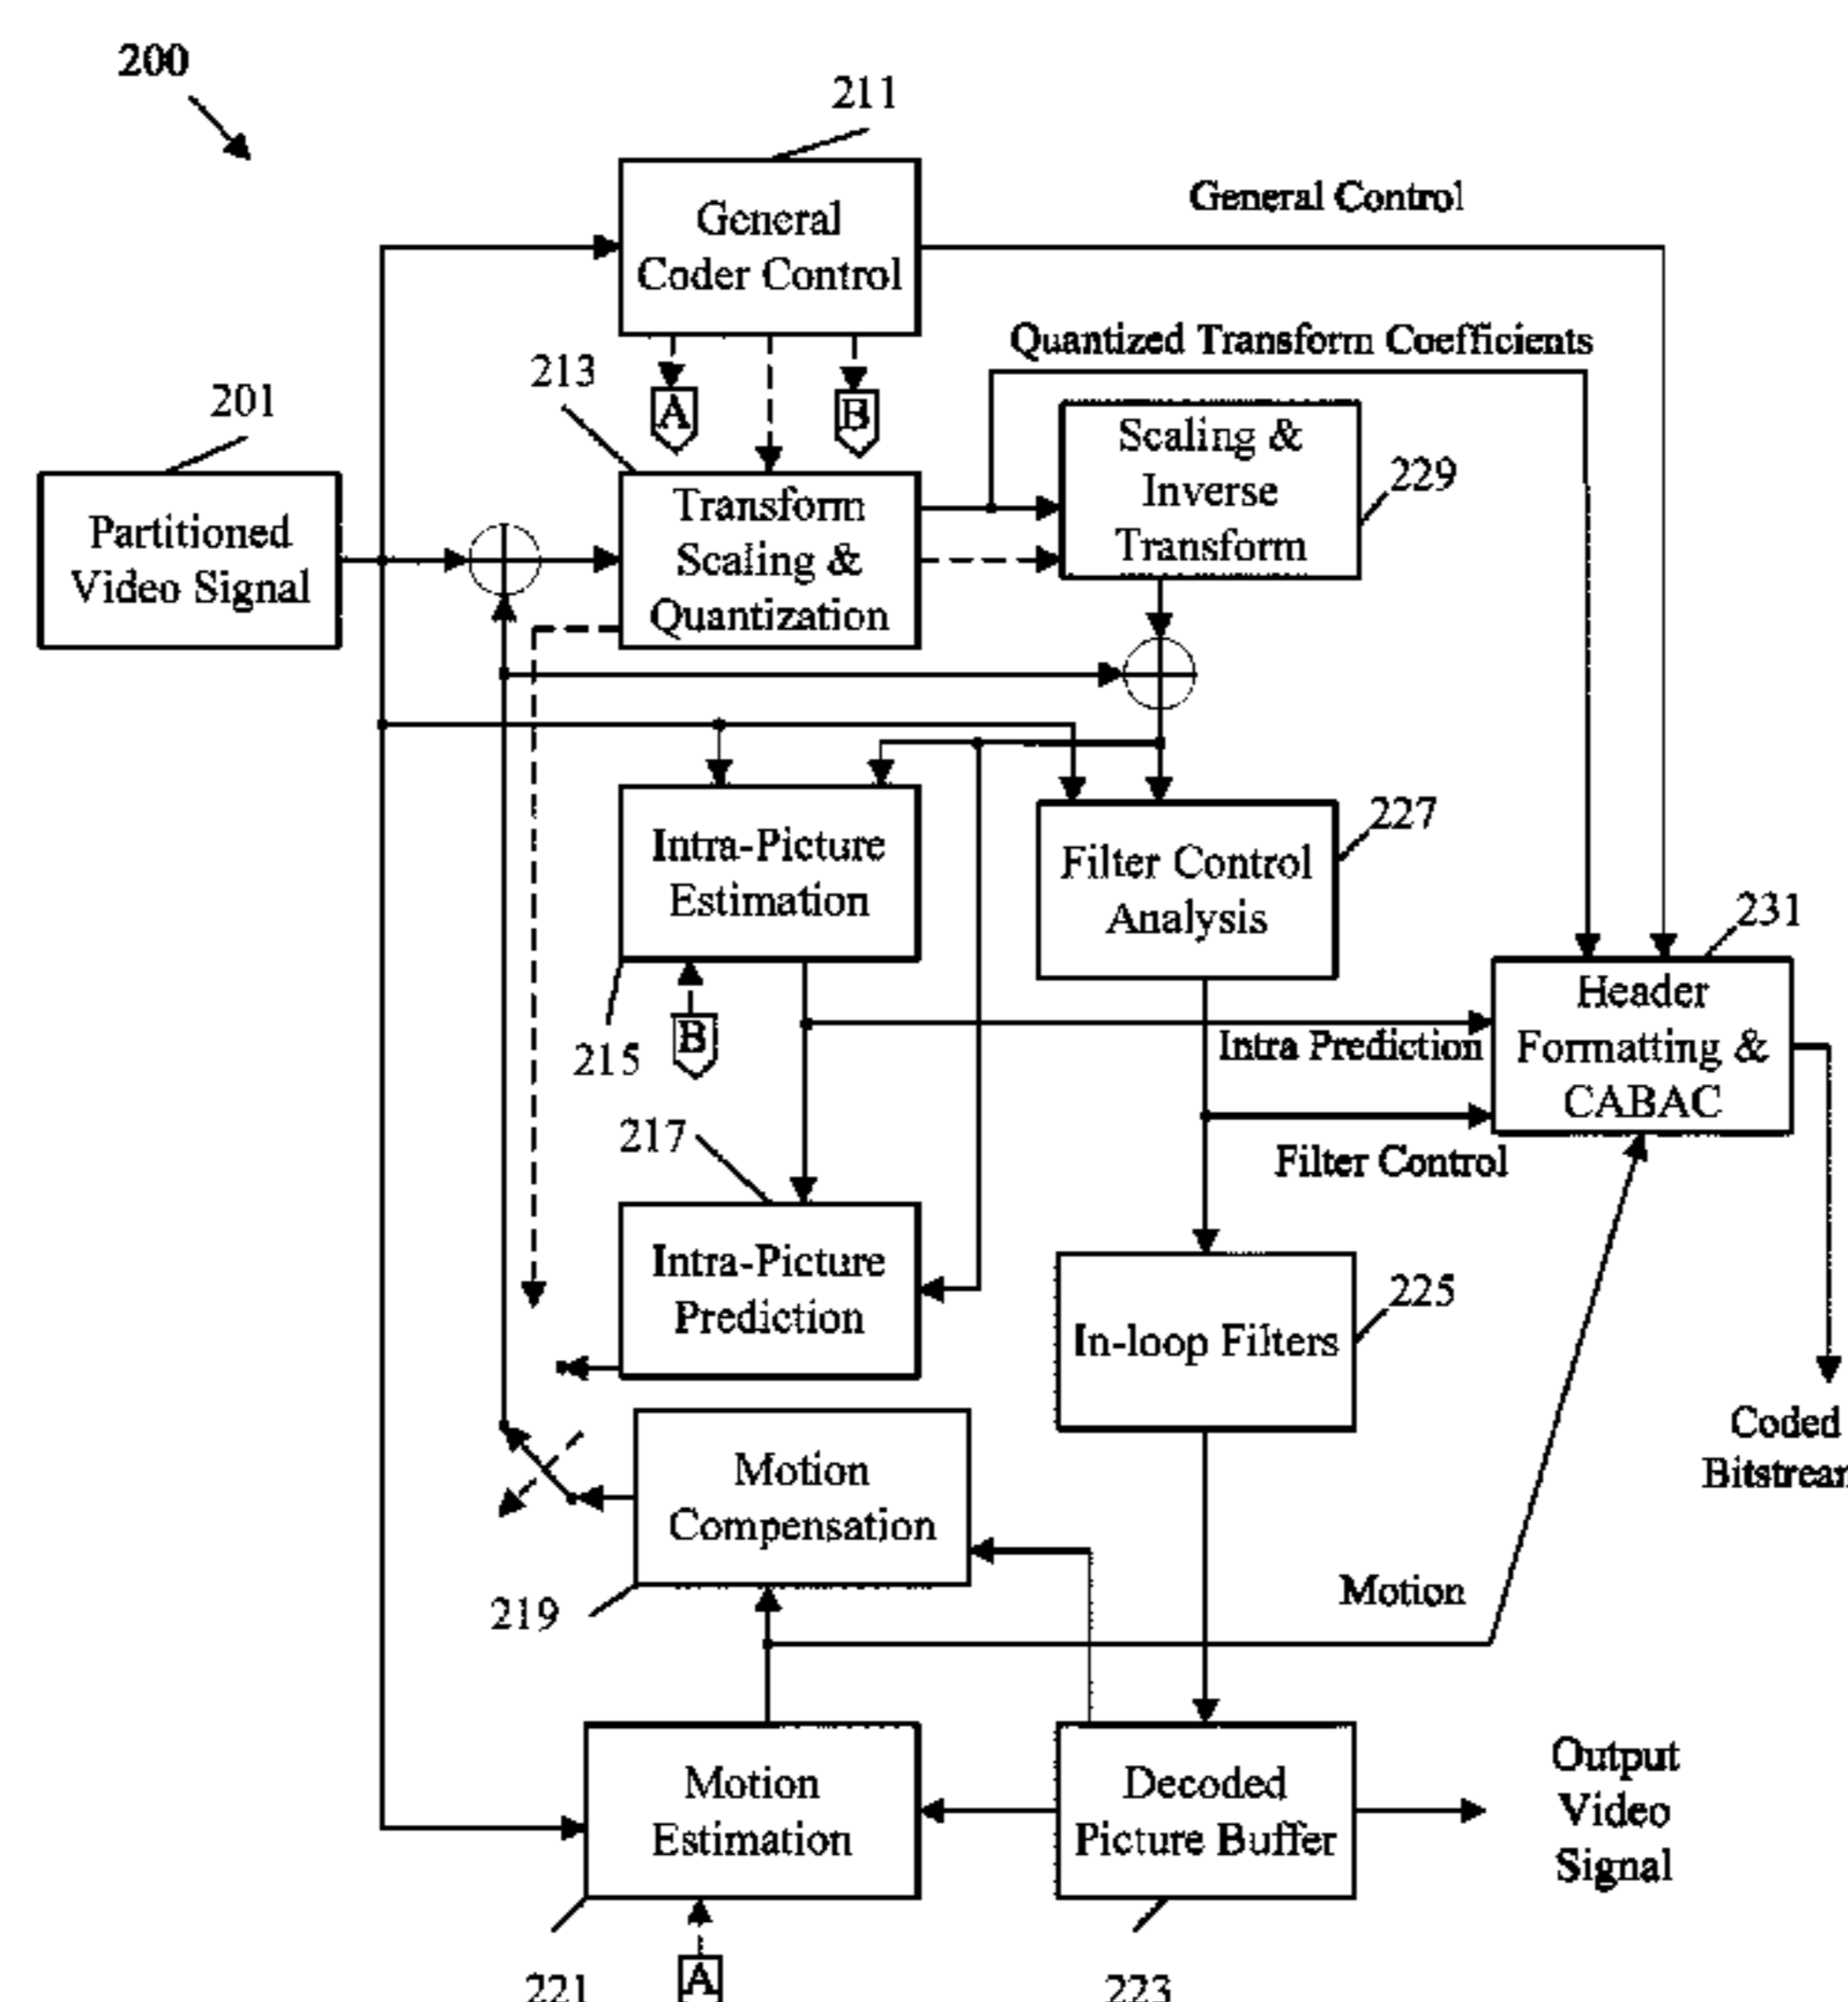 200
211
General
Coder Control
General Control
Quantized Transform Coefficients
213
201
A
B
Partitioned
Video Signal
Transform
Scaling &
Quantization
Scaling &
Inverse
Transform
229
Intra-Picture
Estimation
227
Filter Control
Analysis
231
Header
Formatting &
CABAC
215
B
Intra Prediction
217
Filter Control
Intra-Picture
Prediction
225
In-loop Filters
Coded
Motion
Compensation
219
Motion
Motion
Estimation
Decoded
Picture Buffer
Output
Video
Signal
221
A
223